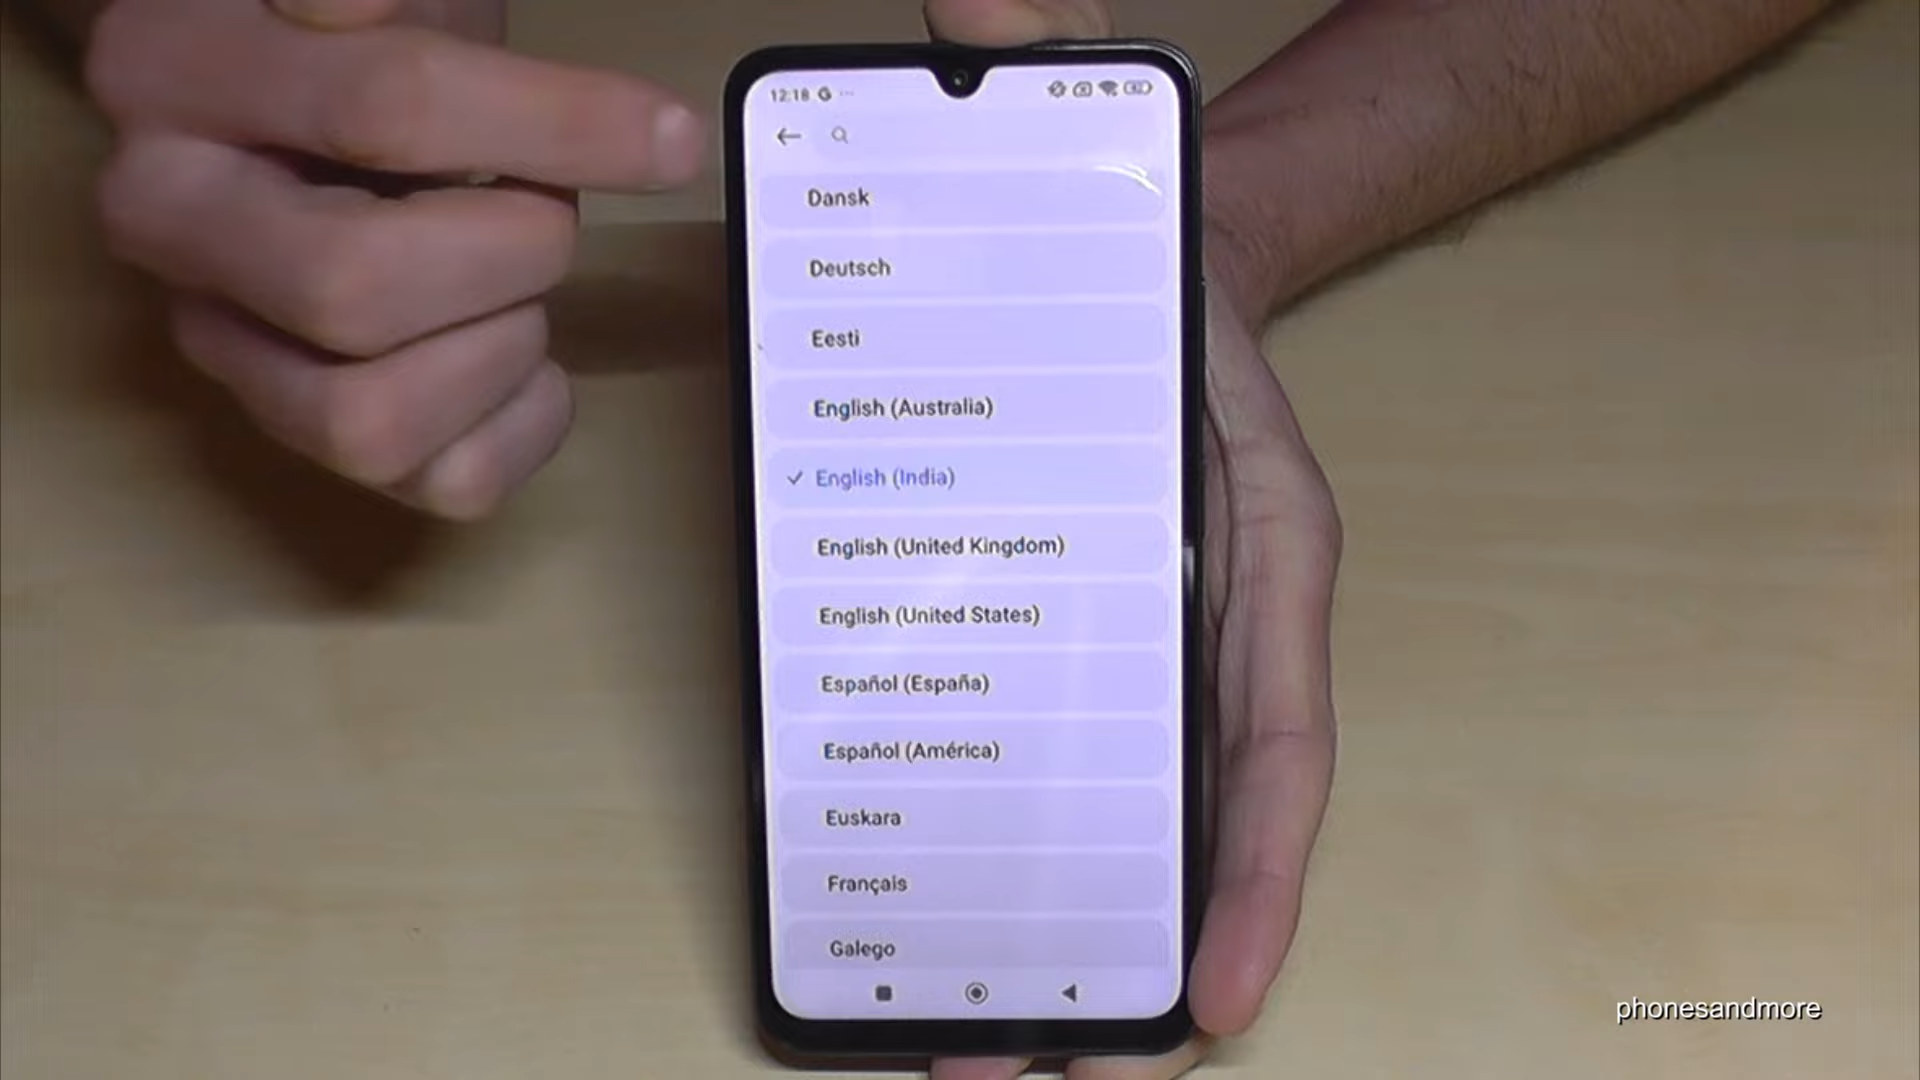 12:18 G
Dansk
Deutsch
Eesti
English (Australia)
English (India)
English (United Kingdom)
English (United States)
Español (España)
Español (América)
Euskara
Français
Galego
phonesandmore